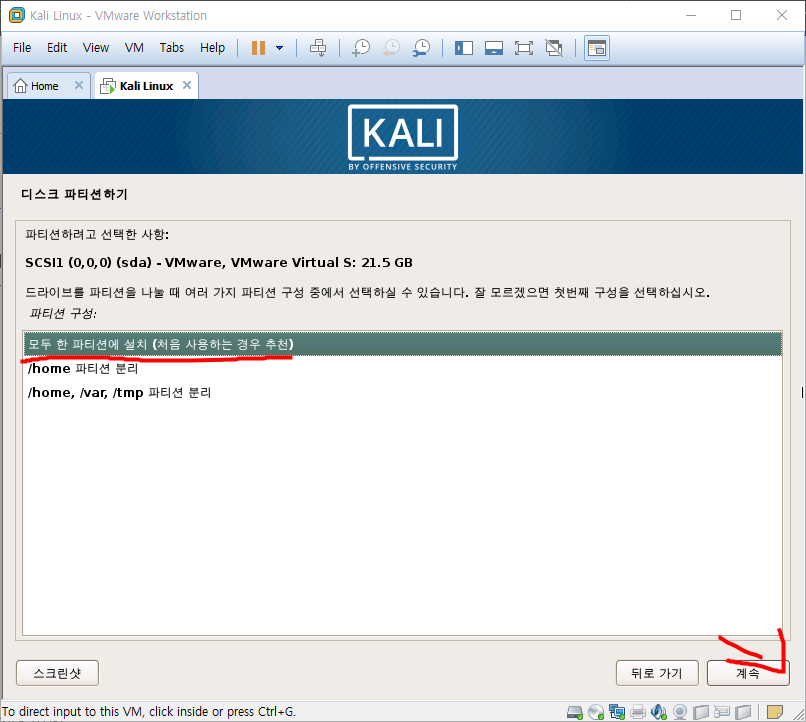 Kali Linux - VMware Workstation
File Edit View VM Tabs Help
Home Kali Linux
KALI
BY OFFENSIVE SECURITY
디스크 파티션하기
파티션하려고 선택한 사항:
SCSI1 (0,0,0) (sda) - VMware, VMware Virtual S: 21.5 GB
드라이브를 파티션을 나눌 때 여러 가지 파티션 구성 중에서 선택하실 수 있습니다. 잘 모르겠으면 첫번째 구성을 선택하십시오.
파티션 구성:
모두 한 파티션에 설치 (처음 사용하는 경우 추천)
/home 파티션 분리
/home, /var, /tmp 파티션 분리
스크린샷 뒤로 가기 계속
To direct input to this VM, click inside or press Ctrl+G.